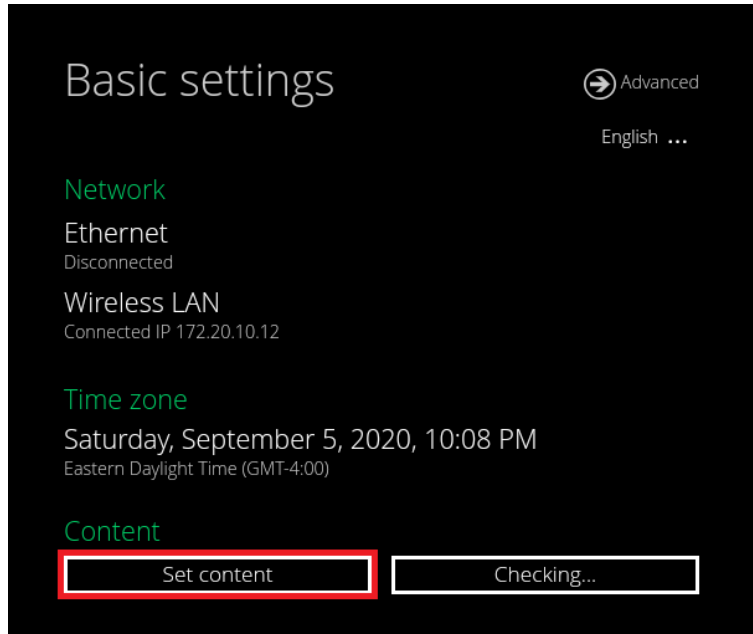 Basic settings
Advanced
English ...
Network
Ethernet
Disconnected
Wireless LAN
Connected IP 172.20.10.12
Time zone
Saturday, September 5, 2020, 10:08 PM
Eastern Daylight Time (GMT-4:00)
Content
Set content
Checking...